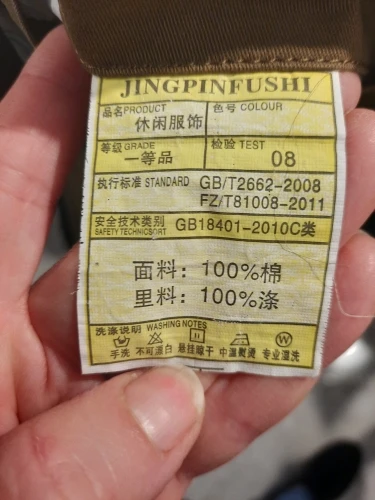 JINGPINFUSHI
品名PRODUCT 色号 COLOUR
休闲服饰
等级GRADE 检验 TEST
一等品 08
执行标准 STANDARD GB/T2662-2008
FZ/T81008-2011
安全技术类别 GB18401-2010C类
SAFETY TECHNICSORT
面料：100%棉
里料：100%涤
洗涤说明 WASHING NOTES
手洗 不可漂白 悬挂晾干 中温熨烫 专业湿洗